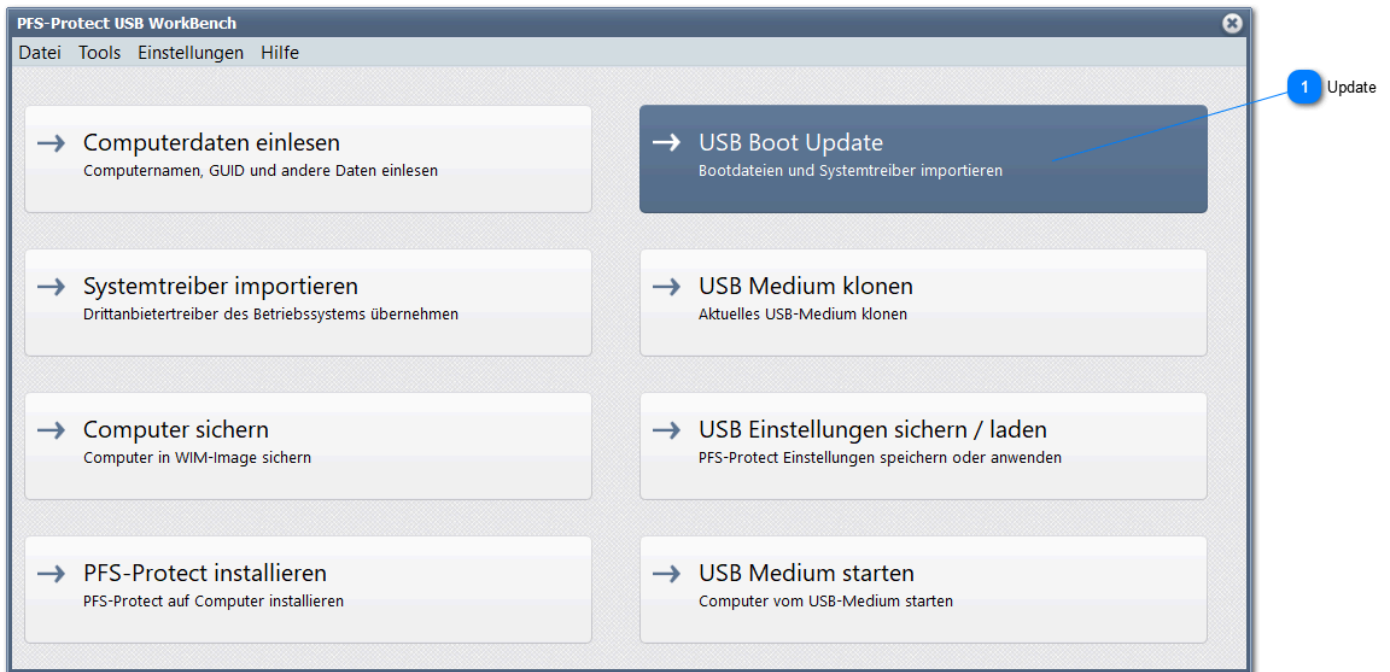 PFS-Protect USB WorkBench
Datei Tools Einstellungen Hilfe
1 Update
Computerdaten einlesen
Computernamen, GUID und andere Daten einlesen
USB Boot Update
Bootdateien und Systemtreiber importieren
Systemtreiber importieren
Drittanbietertreiber des Betriebssystems übernehmen
USB Medium klonen
Aktuelles USB-Medium klonen
Computer sichern
Computer in WIM-Image sichern
USB Einstellungen sichern / laden
PFS-Protect Einstellungen speichern oder anwenden
PFS-Protect installieren
PFS-Protect auf Computer installieren
USB Medium starten
Computer vom USB-Medium starten